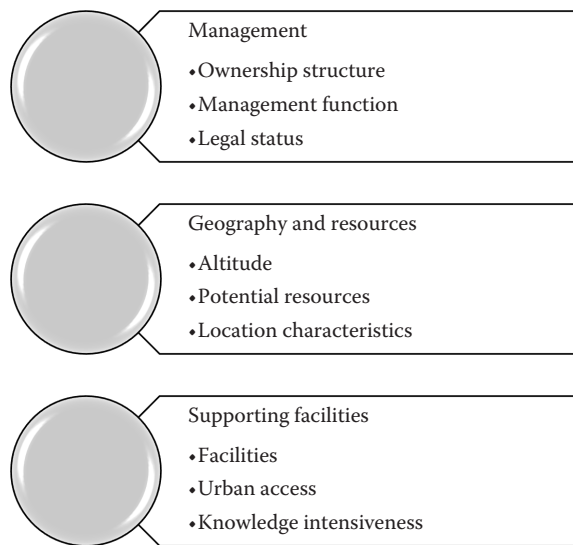 Management
•Ownership structure
•Management function
•Legal status
Geography and resources
•Altitude
•Potential resources
•Location characteristics
Supporting facilities
•Facilities
•Urban access
•Knowledge intensiveness